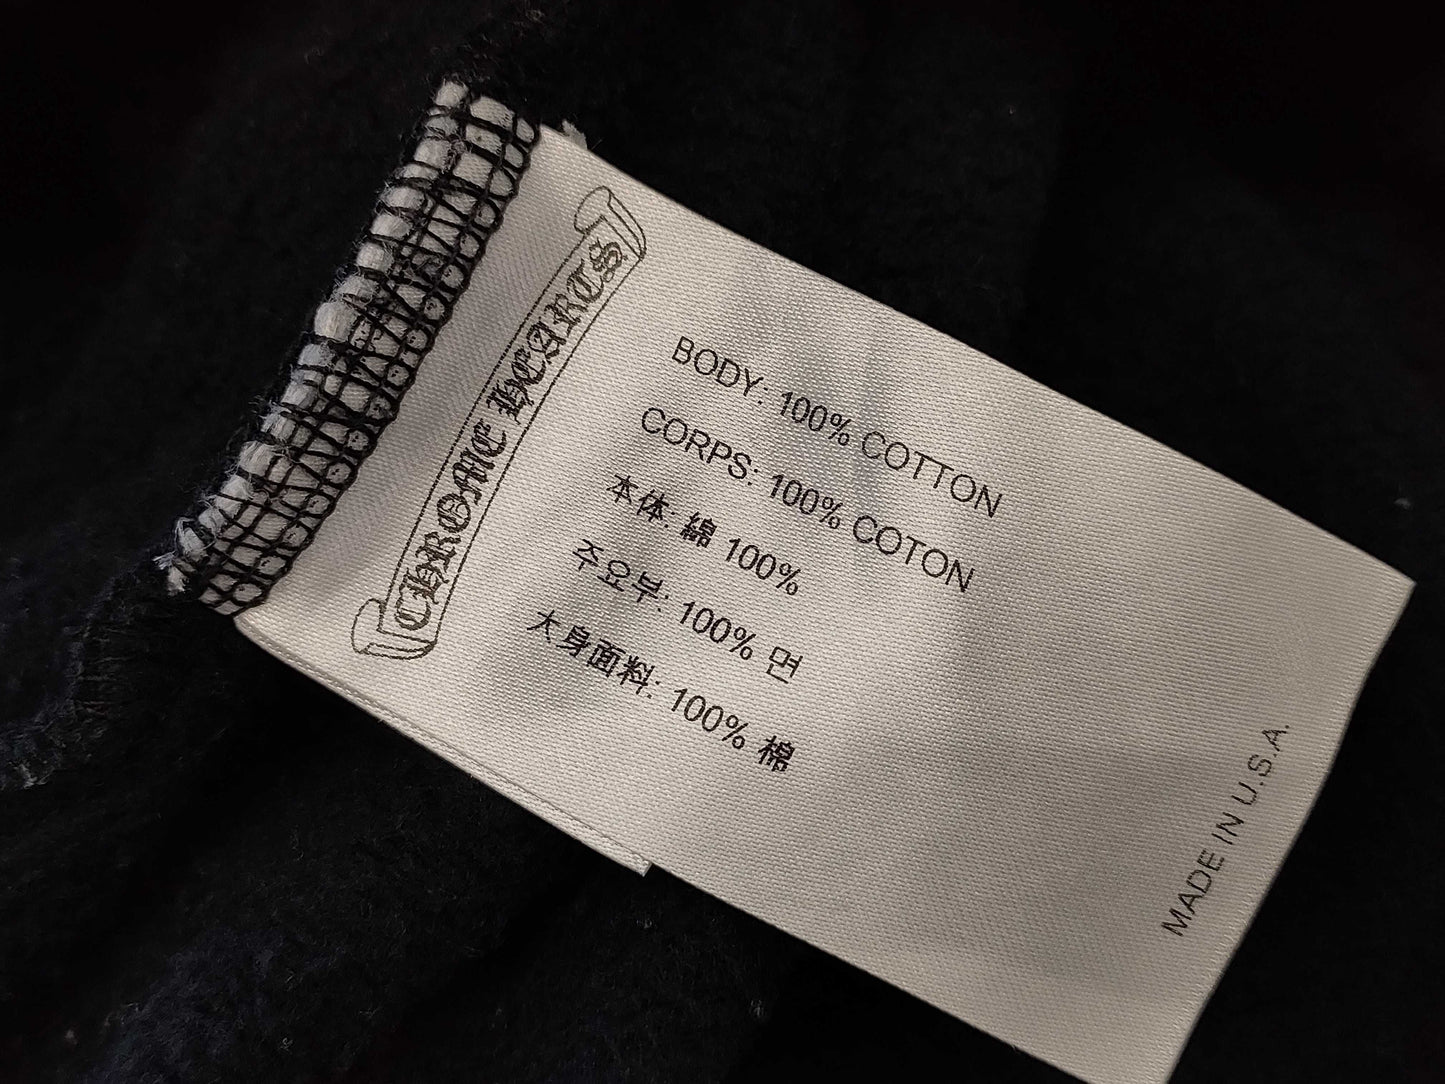 CHROME HEARTS
BODY: 100% COTTON
CORPS: 100% COTON
本体: 綿 100%
주요부: 100% 면
大身面料: 100% 棉
MADE IN U.S.A.